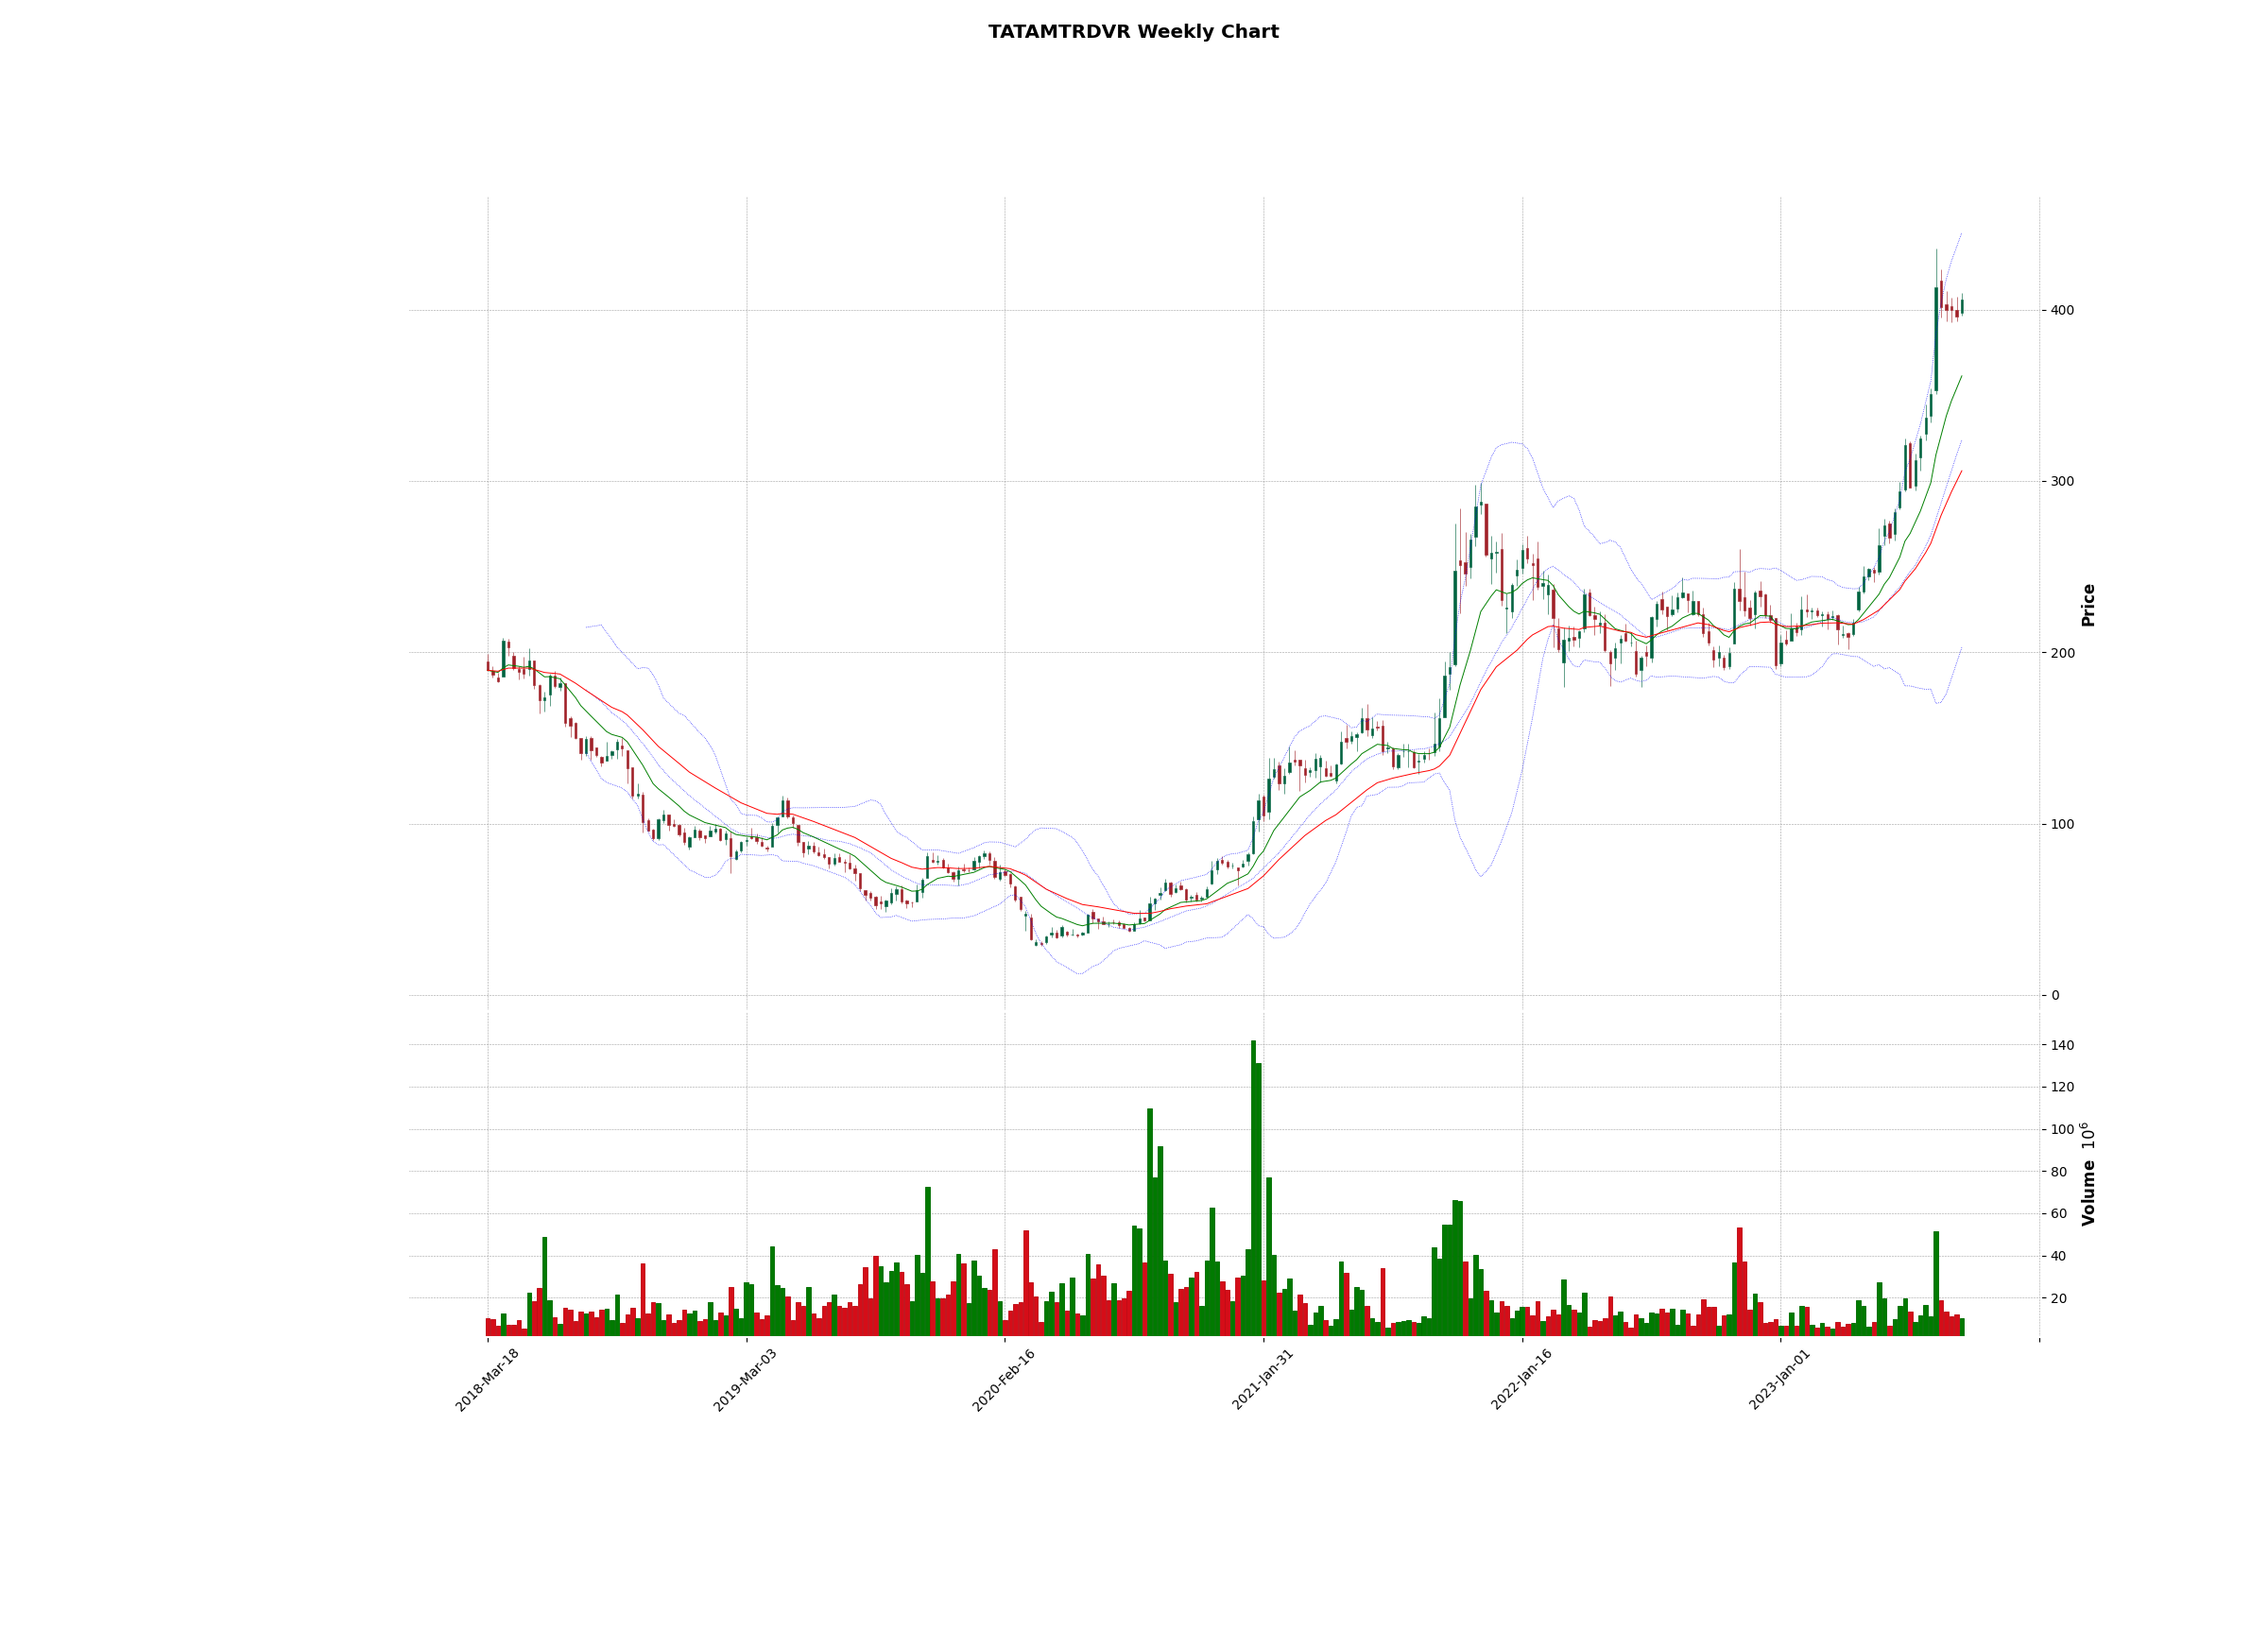 TATAMTRDVR Weekly Chart
400
300
200
100
0
Price
140
120
100
80
60
40
20
Volume 10^6
2018-Mar-18
2019-Mar-03
2020-Feb-16
2021-Jan-31
2022-Jan-16
2023-Jan-01